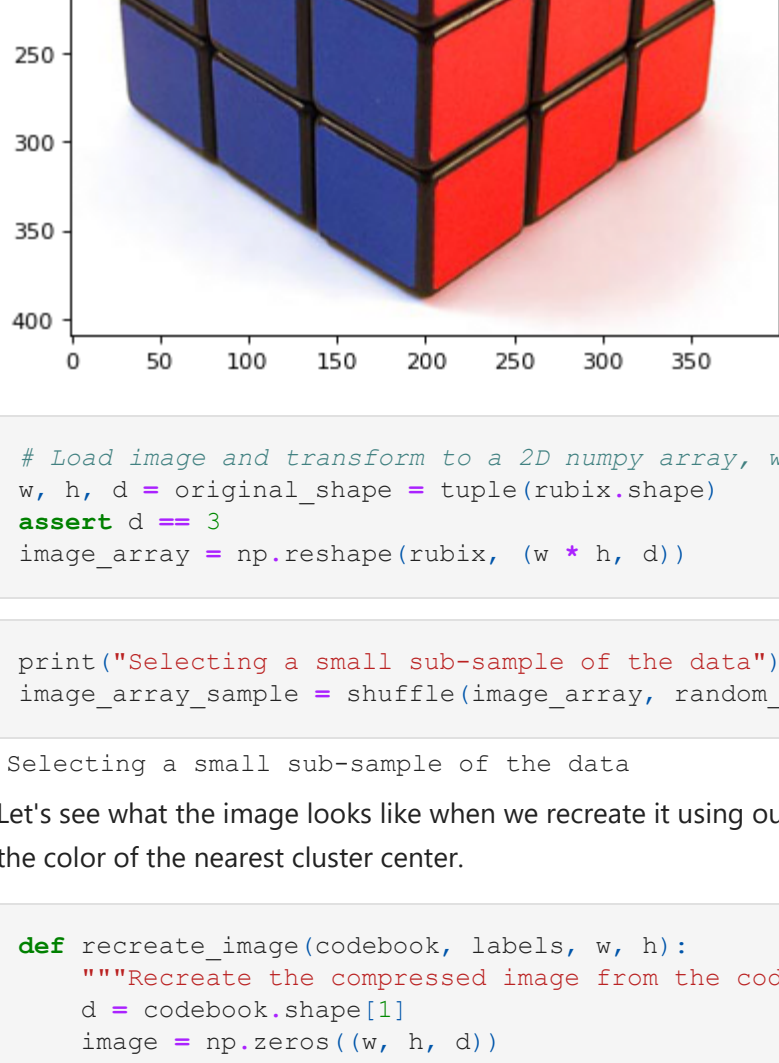 250
300
350
400
0 50 100 150 200 250 300 350
# Load image and transform to a 2D numpy array,
w, h, d = original_shape = tuple(rubix.shape)
assert d == 3
image_array = np.reshape(rubix, (w * h, d))
print("Selecting a small sub-sample of the data")
image_array_sample = shuffle(image_array, random_
Selecting a small sub-sample of the data
Let's see what the image looks like when we recreate it using
the color of the nearest cluster center.
def recreate_image(codebook, labels, w, h):
"""Recreate the compressed image from the
d = codebook.shape[1]
image = np.zeros((w, h, d))